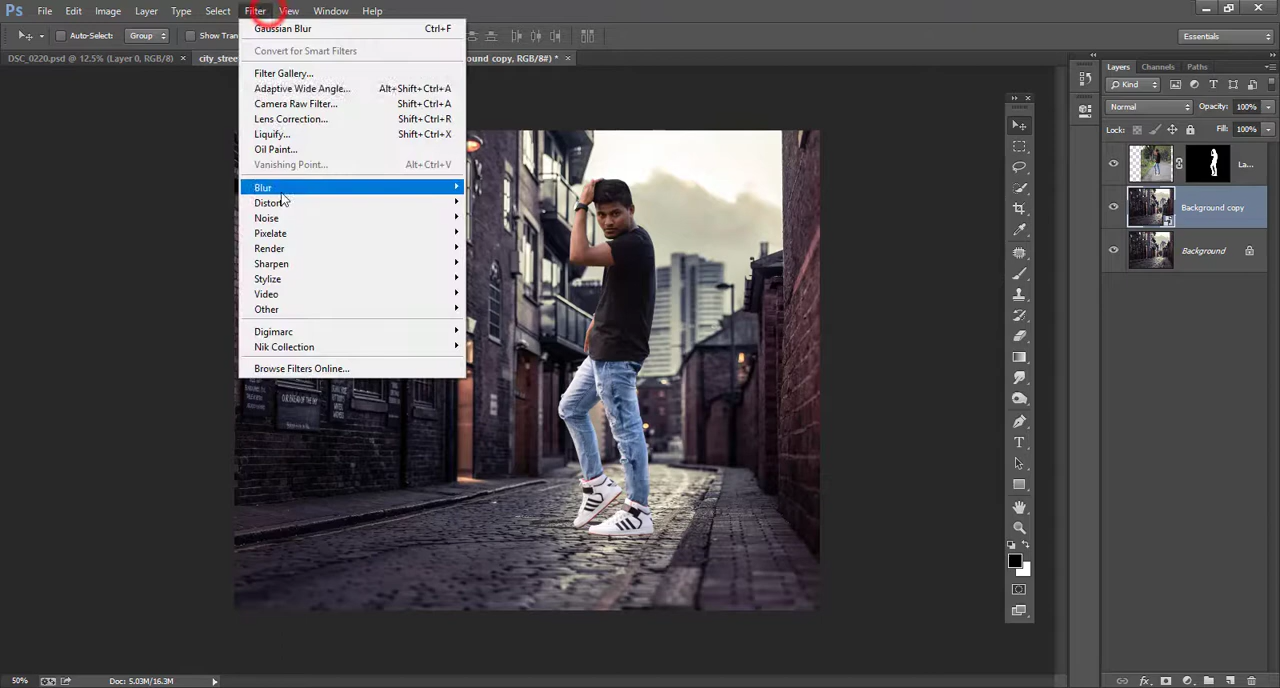 Ps File Edit Image Layer Type Select Filter View Window Help
Auto-Select: Group Show Tran Essentials
DSC_0220.psd @ 12.5% (Layer 0, RGB/8) × city_stree ound copy, RGB/8#) * ×
Gaussian Blur Ctrl+F
Convert for Smart Filters
Filter Gallery...
Adaptive Wide Angle... Alt+Shift+Ctrl+A
Camera Raw Filter... Shift+Ctrl+A
Lens Correction... Shift+Ctrl+R
Liquify... Shift+Ctrl+X
Oil Paint...
Vanishing Point... Alt+Ctrl+V
Blur
Distort
Noise
Pixelate
Render
Sharpen
Stylize
Video
Other
Digimarc
Nik Collection
Browse Filters Online...
Layers Channels Paths
Kind
Normal Opacity: 100%
Lock: Fill: 100%
La...
Background copy
Background
50% Doc: 5.03M/16.3M